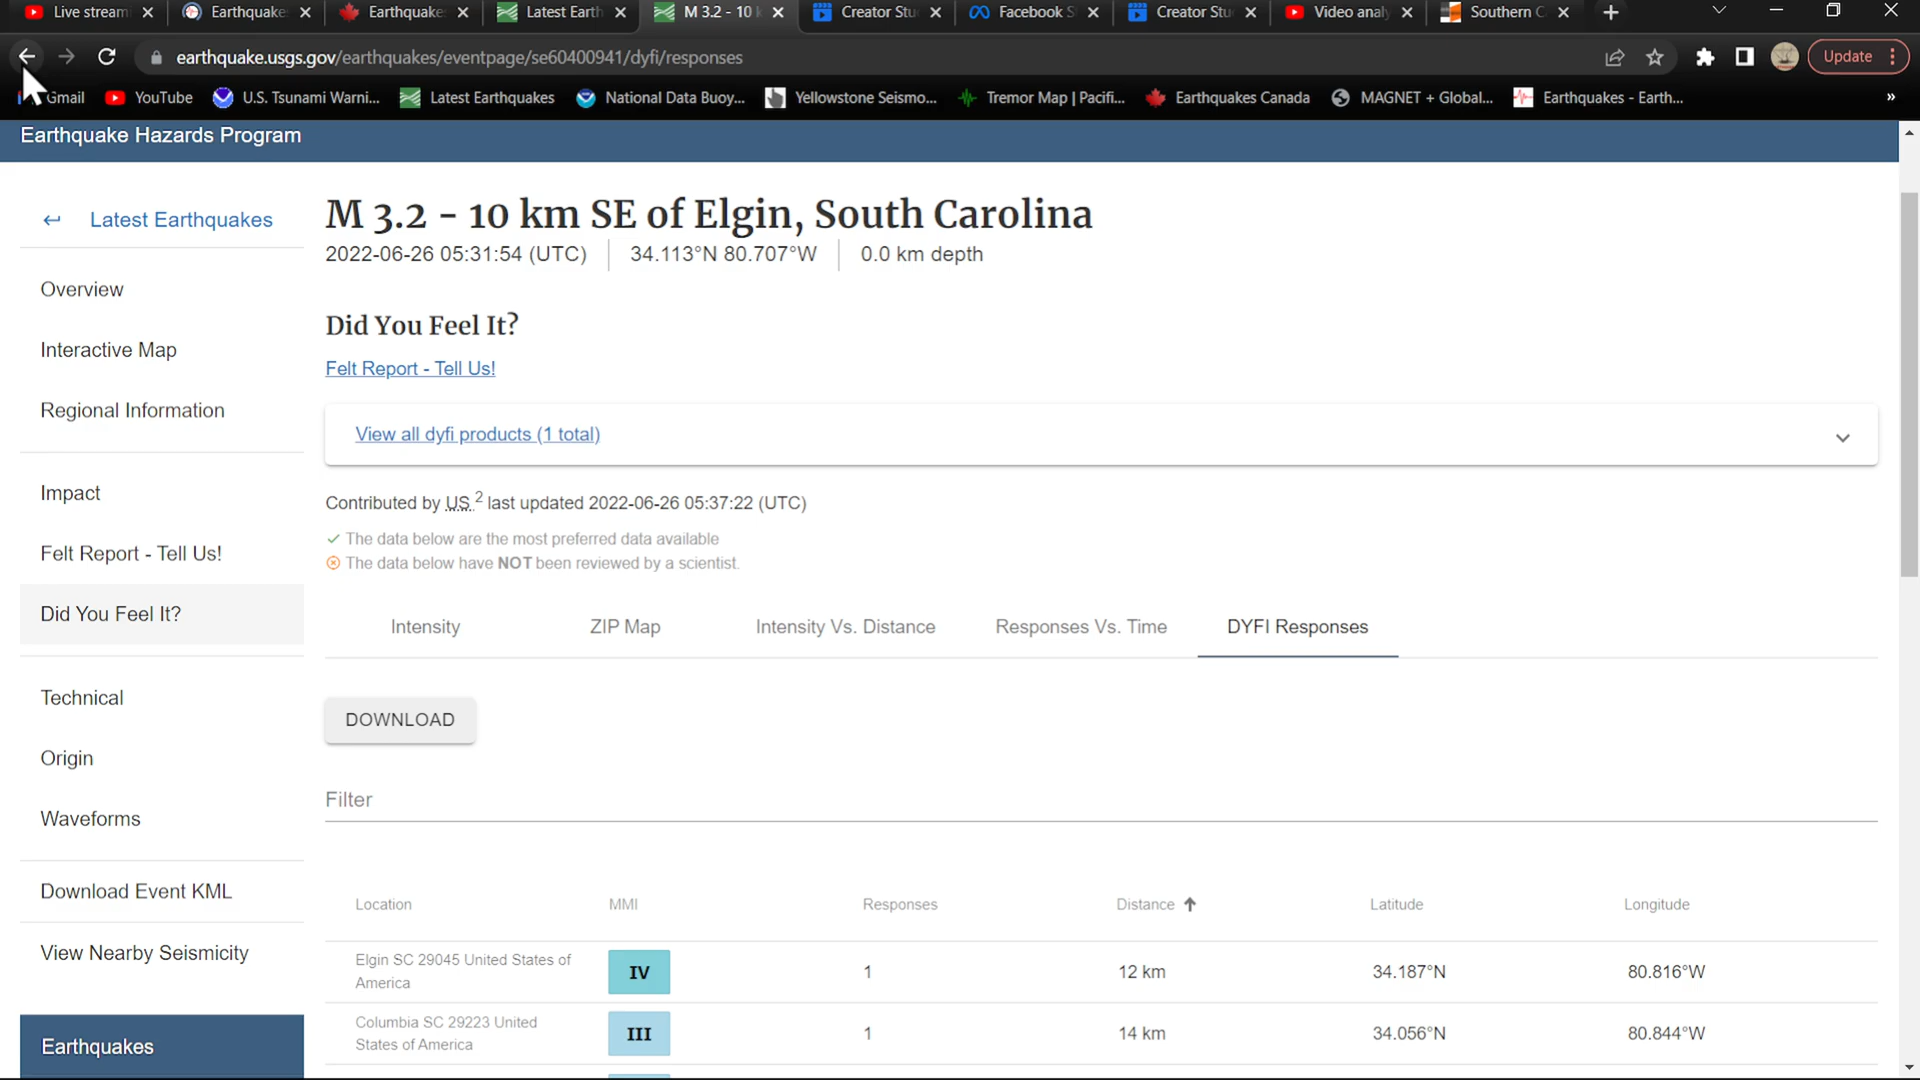 Live stream
Earthquake
Earthquake
Latest Earth
M 3.2 - 10 k
Creator Stu
Facebook S
Creator Stu
Video analy
Southern C
earthquake.usgs.gov/earthquakes/eventpage/se60400941/dyfi/responses
Update
Gmail
YouTube
U.S. Tsunami Warni...
Latest Earthquakes
National Data Buoy...
Yellowstone Seismo...
Tremor Map | Pacifi...
Earthquakes Canada
MAGNET + Global...
Earthquakes - Earth...
»
Earthquake Hazards Program
Latest Earthquakes
Overview
Interactive Map
Regional Information
Impact
Felt Report - Tell Us!
Did You Feel It?
Technical
Origin
Waveforms
Download Event KML
View Nearby Seismicity
Earthquakes
M 3.2 - 10 km SE of Elgin, South Carolina
2022-06-26 05:31:54 (UTC) 34.113°N 80.707°W 0.0 km depth
Did You Feel It?
Felt Report - Tell Us!
View all dyfi products (1 total)
Contributed by US 2 last updated 2022-06-26 05:37:22 (UTC)
The data below are the most preferred data available
The data below have NOT been reviewed by a scientist.
Intensity ZIP Map Intensity Vs. Distance Responses Vs. Time DYFI Responses
DOWNLOAD
Filter
Location MMI Responses Distance Latitude Longitude
Elgin SC 29045 United States of
America
IV 1 12 km 34.187°N 80.816°W
Columbia SC 29223 United
States of America
III 1 14 km 34.056°N 80.844°W